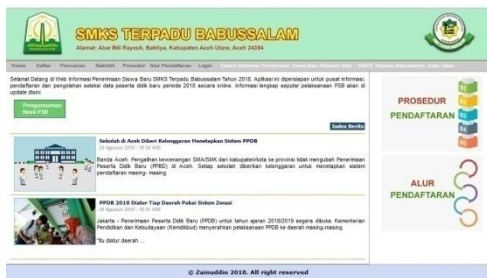 SMKS TERPADU BABUSSALAM
Alamat: Alue Bili Rayeuk, Baktiya, Kabupaten Aceh Utara, Aceh 24394
Home Daftar Pencarian Statistik Prosedur Alur Pendaftaran Login
Selamat Datang di Web Informasi Penerimaan Siswa Baru SMKS Terpadu Babussalam Tahun 2018. Aplikasi ini dipersiapan untuk pusat informasi,
pendaftaran dan pengolahan seleksi data peserta didik baru periode 2018 secara online. Informasi lengkap seputar pelaksanaan PSB akan di
update disini.
Pengumuman
Hasil PSB
Index Berita
Sekolah di Aceh Diberi Kelonggaran Menetapkan Sistem PPDB
Banda Aceh. Pengalihan kewenangan SMA/SMK dari kabupaten/kota ke provinsi tidak mengubah Penerimaan
Peserta Didik Baru (PPBD) di Aceh. Setiap sekolah diberikan kelonggaran untuk menetapkan sistem
pendaftaran masing- masing.
PPDB 2018 Diatur Tiap Daerah Pakai Sistem Zonasi
Jakarta - Penerimaan Peserta Didik Baru (PPDB) untuk tahun ajaran 2018/2019 segera dibuka. Kementerian
Pendidikan dan Kebudayaan (Kemdikbud) menyerahkan pelaksanaan PPDB ke daerah masing-masing.
"Itu diatur daerah ...
PROSEDUR
PENDAFTARAN
ALUR
PENDAFTARAN
© Zainuddin 2018. All right reserved